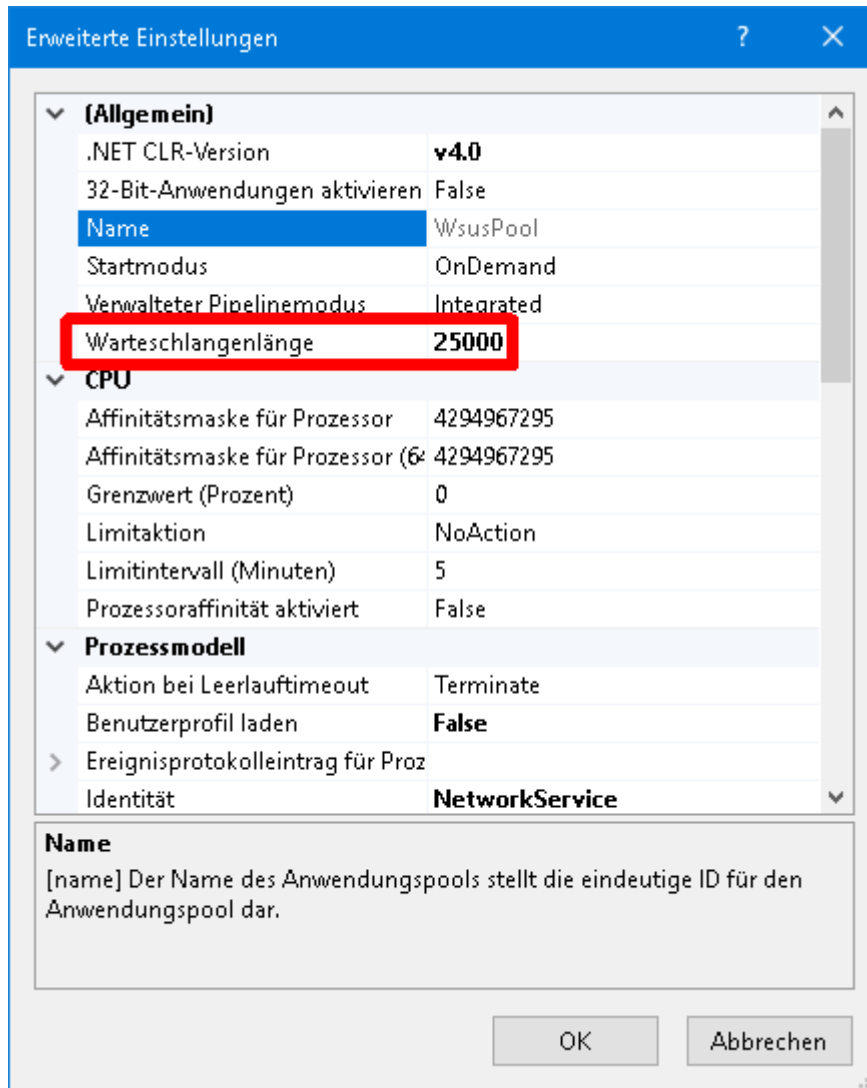 Erweiterte Einstellungen ? ×
(Allgemein)
.NET CLR-Version v4.0
32-Bit-Anwendungen aktivieren False
Name WsusPool
Startmodus OnDemand
Verwalteter Pipelinemodus Integrated
Warteschlangenlänge 25000
CPU
Affinitätsmaske für Prozessor 4294967295
Affinitätsmaske für Prozessor (64 4294967295
Grenzwert (Prozent) 0
Limitaktion NoAction
Limitintervall (Minuten) 5
Prozessoraffinität aktiviert False
Prozessmodell
Aktion bei Leerlauftimeout Terminate
Benutzerprofil laden False
Ereignisprotokolleintrag für Proz
Identität NetworkService
Name
[name] Der Name des Anwendungspools stellt die eindeutige ID für den
Anwendungspool dar.
OK Abbrechen